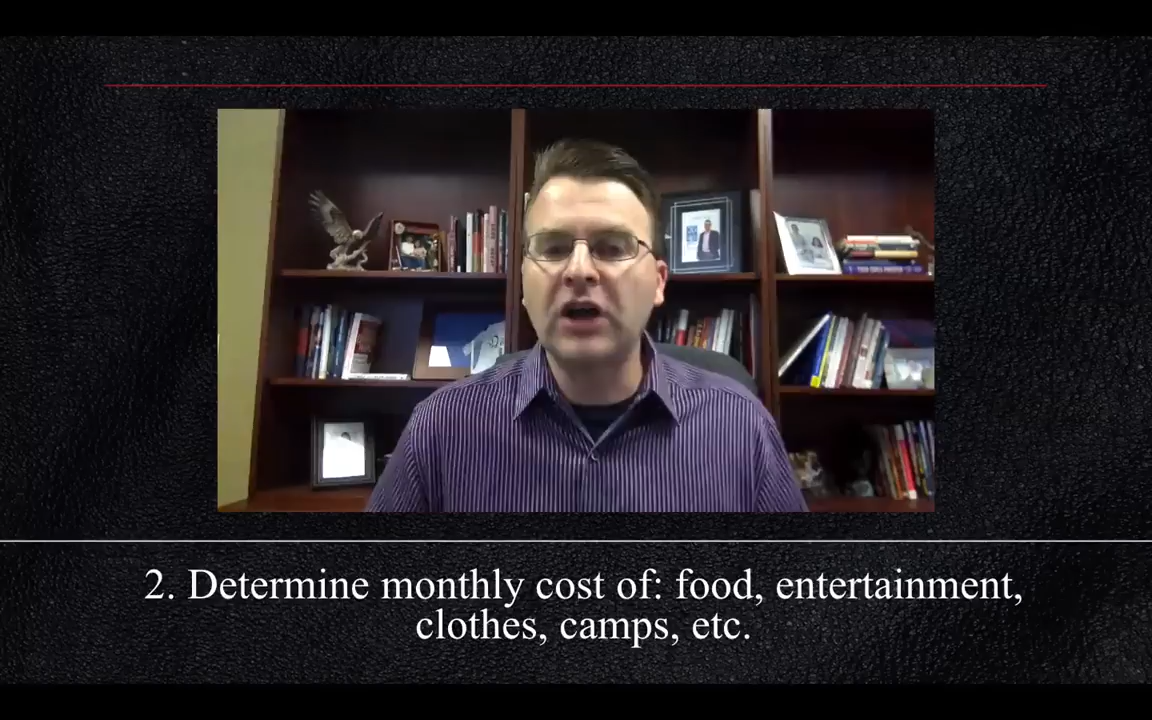 2. Determine monthly cost of: food, entertainment,
clothes, camps, etc.